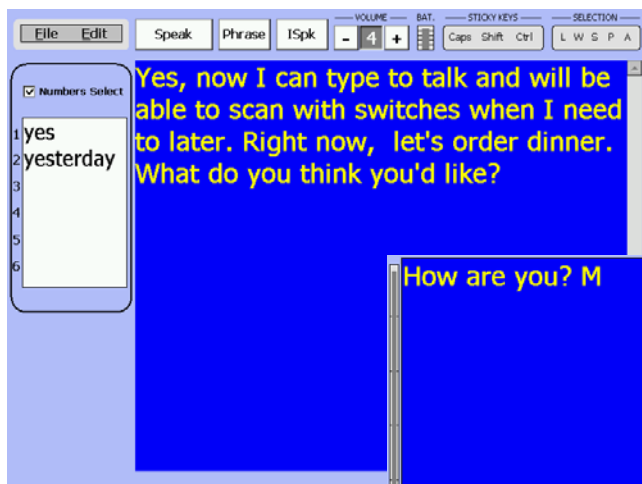 VOLUME BAT. STICKY KEYS SELECTION
File Edit Speak Phrase ISpk - 4 + Caps Shift Ctrl L W S P A
Numbers Select
1 yes
2 yesterday
3
4
5
6
Yes, now I can type to talk and will be
able to scan with switches when I need
to later. Right now, let's order dinner.
What do you think you'd like?
How are you? M